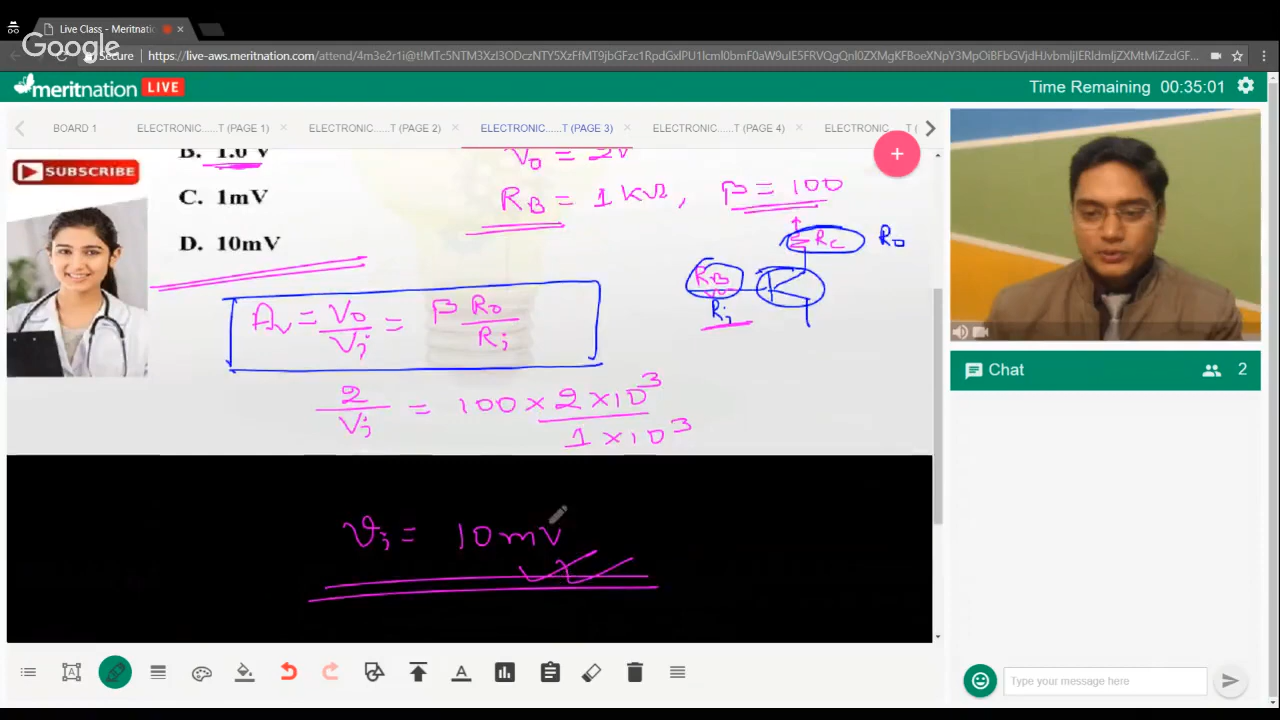 Live Class - Meritnatio
Google
Secure
https://live-aws.meritnation.com/attend/
meritnation LIVE
Time Remaining 00:35:01
BOARD 1
ELECTRONIC......T (PAGE 1)
ELECTRONIC......T (PAGE 2)
ELECTRONIC......T (PAGE 3)
ELECTRONIC......T (PAGE 4)
ELECTRONIC
SUBSCRIBE
B. 1.0 V
V₀ = 2V
C. 1mV
R_B = 1 kΩ, β = 100
D. 10mV
R_C R₀
R_B
R_i
A_v = V₀/V_i = β R₀/R_i
2/V_i = 100 × 2×10³/1×10³
v_i = 10mV
Chat 2
Type your message here